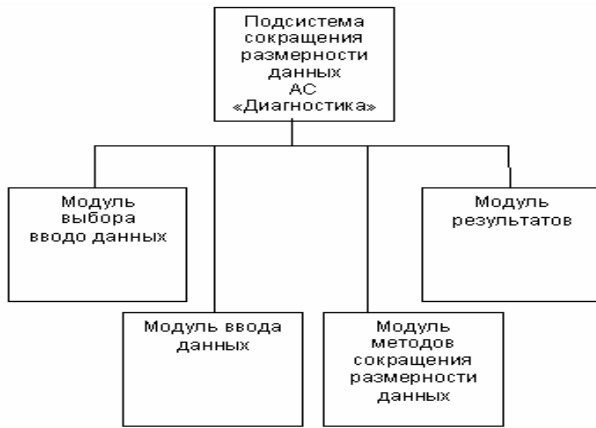 Подсистема
сокращения
размерности
данных
АС
«Диагностика»
Модуль
выбора
вводо данных
Модуль
результатов
Модуль ввода
данных
Модуль
методов
сокращения
размерности
данных